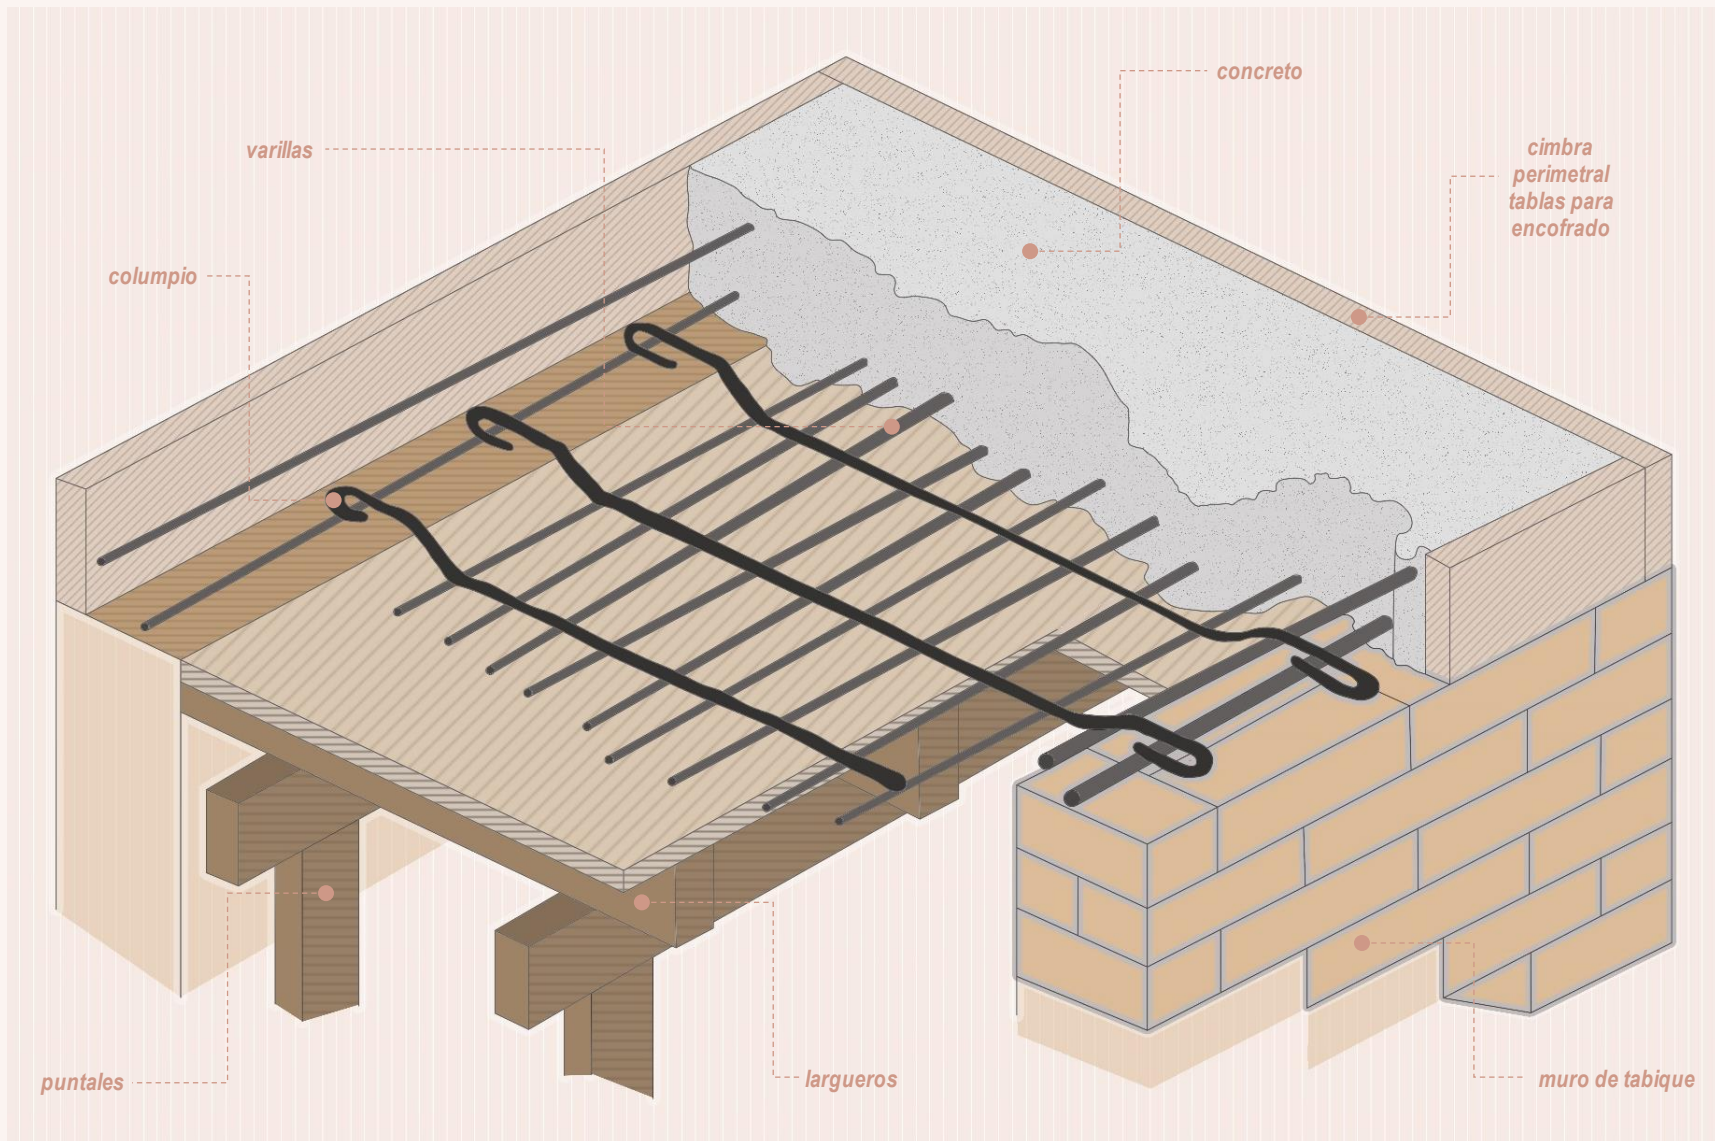 concreto
varillas
cimbra
perimetral
tablas para
encofrado
columpio
puntales
largueros
muro de tabique